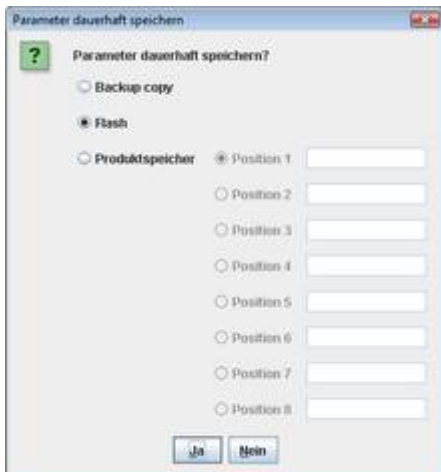 Parameter dauerhaft speichern
?
Parameter dauerhaft speichern?
Backup copy
Flash
Produktspeicher Position 1
Position 2
Position 3
Position 4
Position 5
Position 6
Position 7
Position 8
Ja Nein